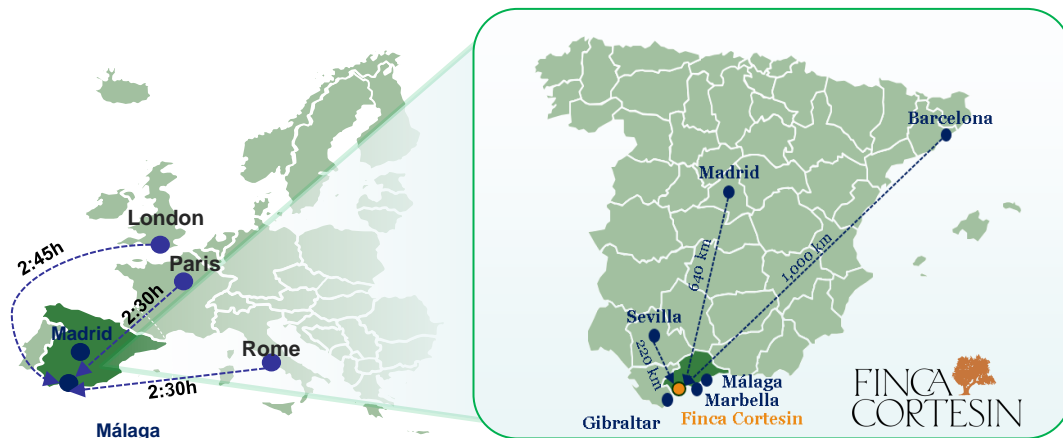 London
2:45h
Paris
2:30h
Madrid
Rome
2:30h
Málaga
Barcelona
Madrid
1,000 km
640 km
Sevilla
220 km
Málaga
Marbella
Gibraltar
Finca Cortesin
FINCA
CORTESIN